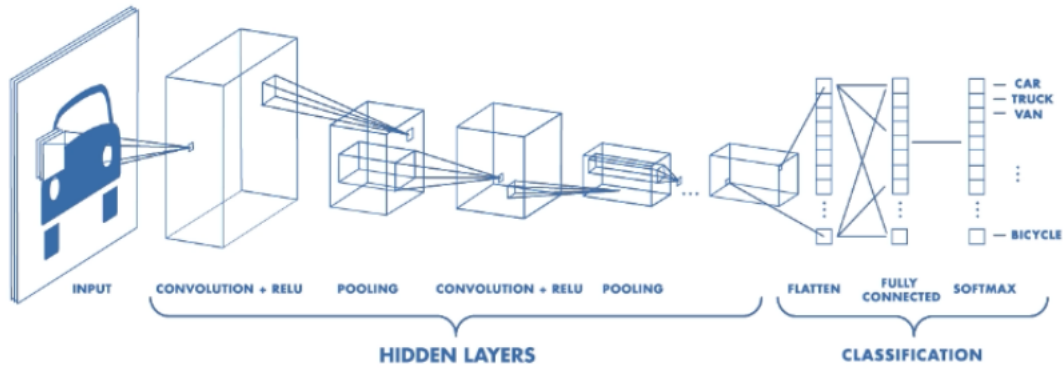 CAR
TRUCK
VAN
BICYCLE
INPUT
CONVOLUTION + RELU
POOLING
CONVOLUTION + RELU
POOLING
FLATTEN
FULLY
CONNECTED
SOFTMAX
HIDDEN LAYERS
CLASSIFICATION